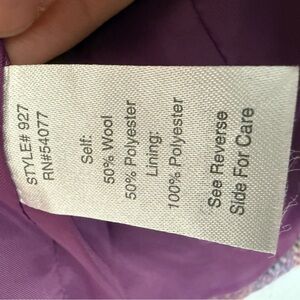 STYLE# 927
RN#54077
Self:
50% Wool
50% Polyester
Lining:
100% Polyester
See Reverse
Side For Care